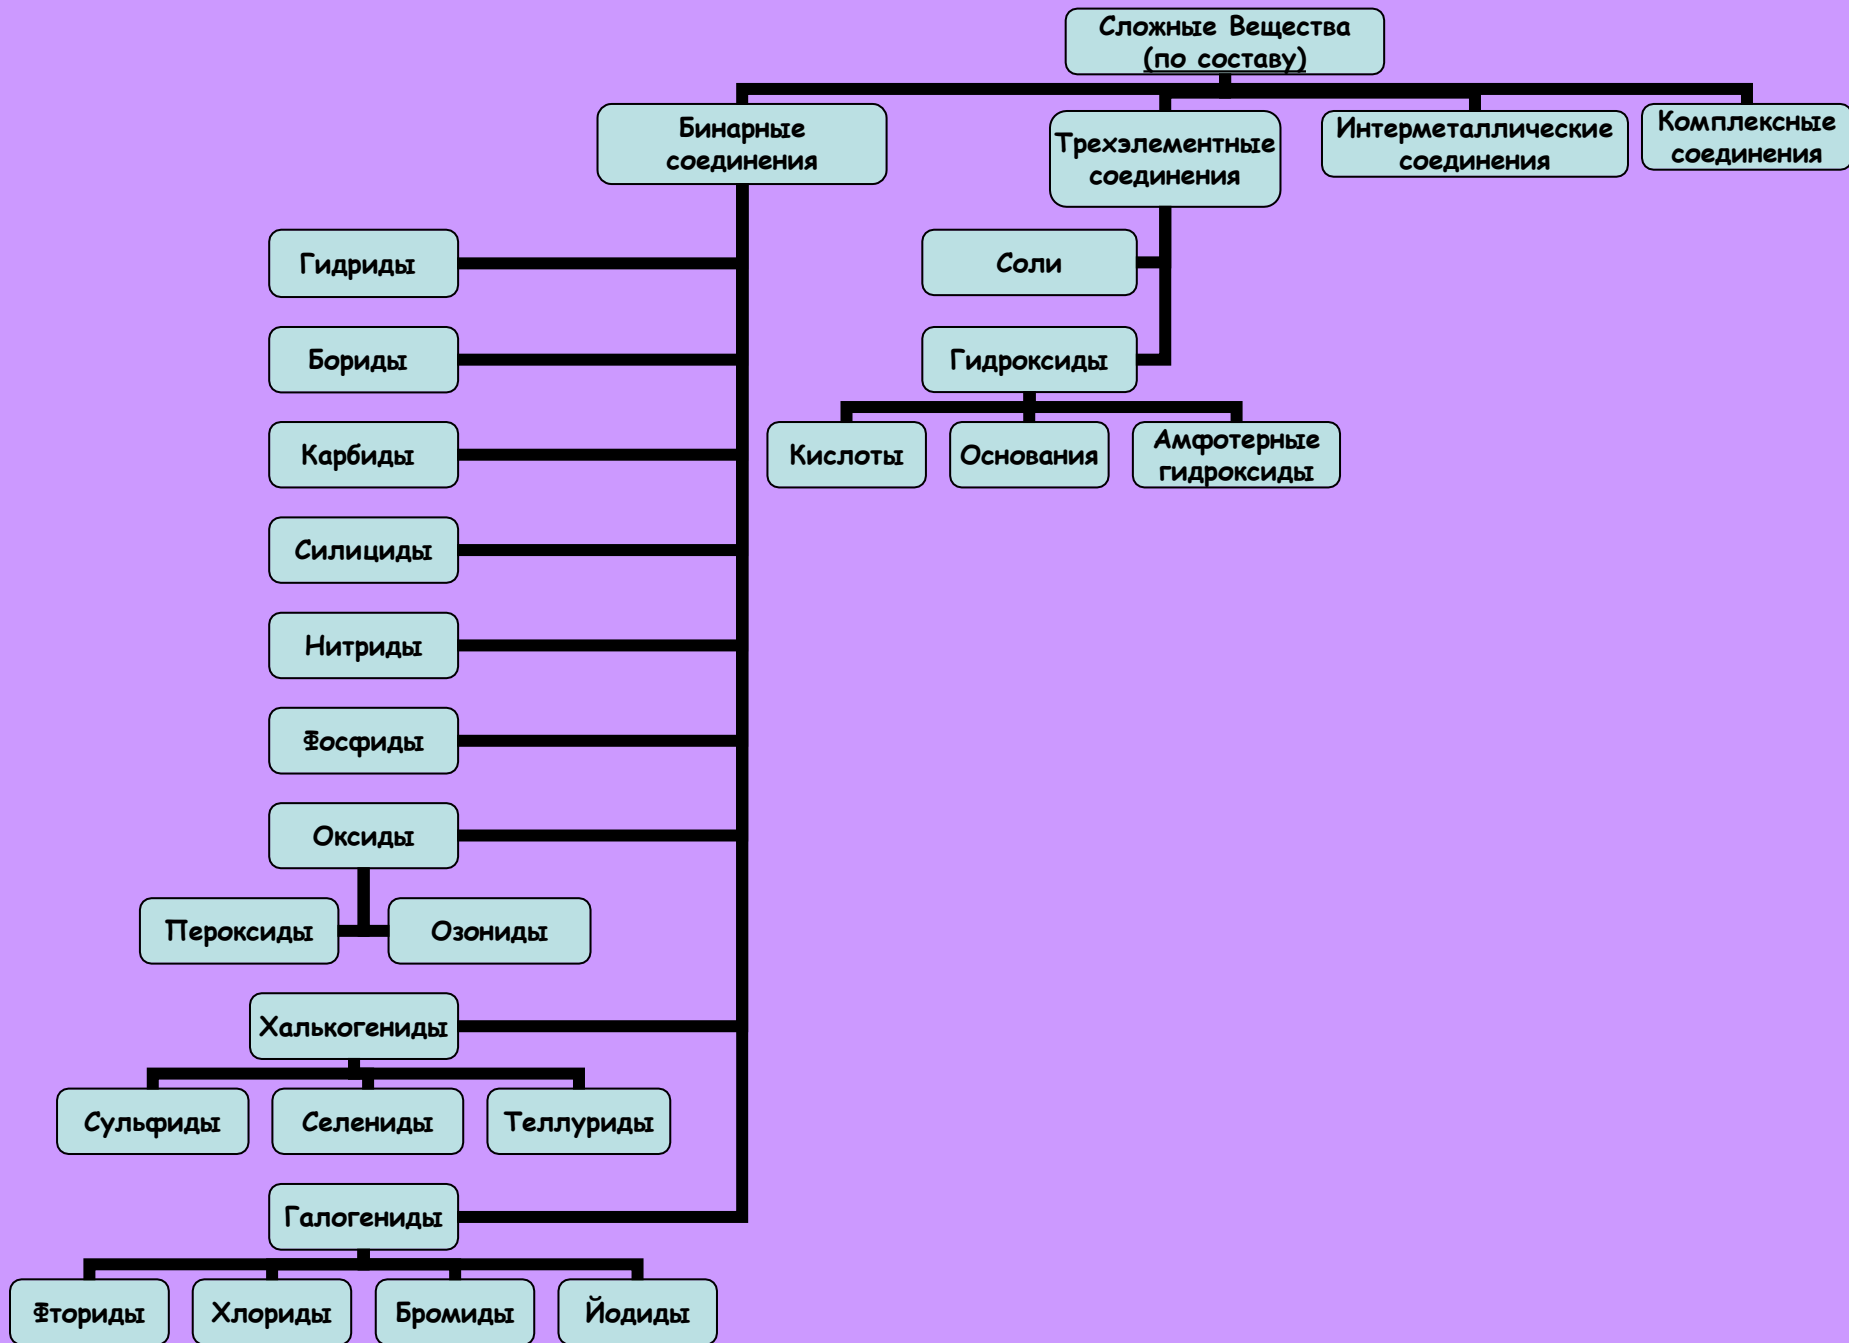 Сложные Вещества
(по составу)
Бинарные
соединения
Трехэлементные
соединения
Интерметаллические
соединения
Комплексные
соединения
Гидриды
Соли
Бориды
Гидроксиды
Карбиды
Кислоты
Основания
Амфотерные
гидроксиды
Силициды
Нитриды
Фосфиды
Оксиды
Пероксиды
Озониды
Халькогениды
Сульфиды
Селениды
Теллуриды
Галогениды
Фториды
Хлориды
Бромиды
Йодиды